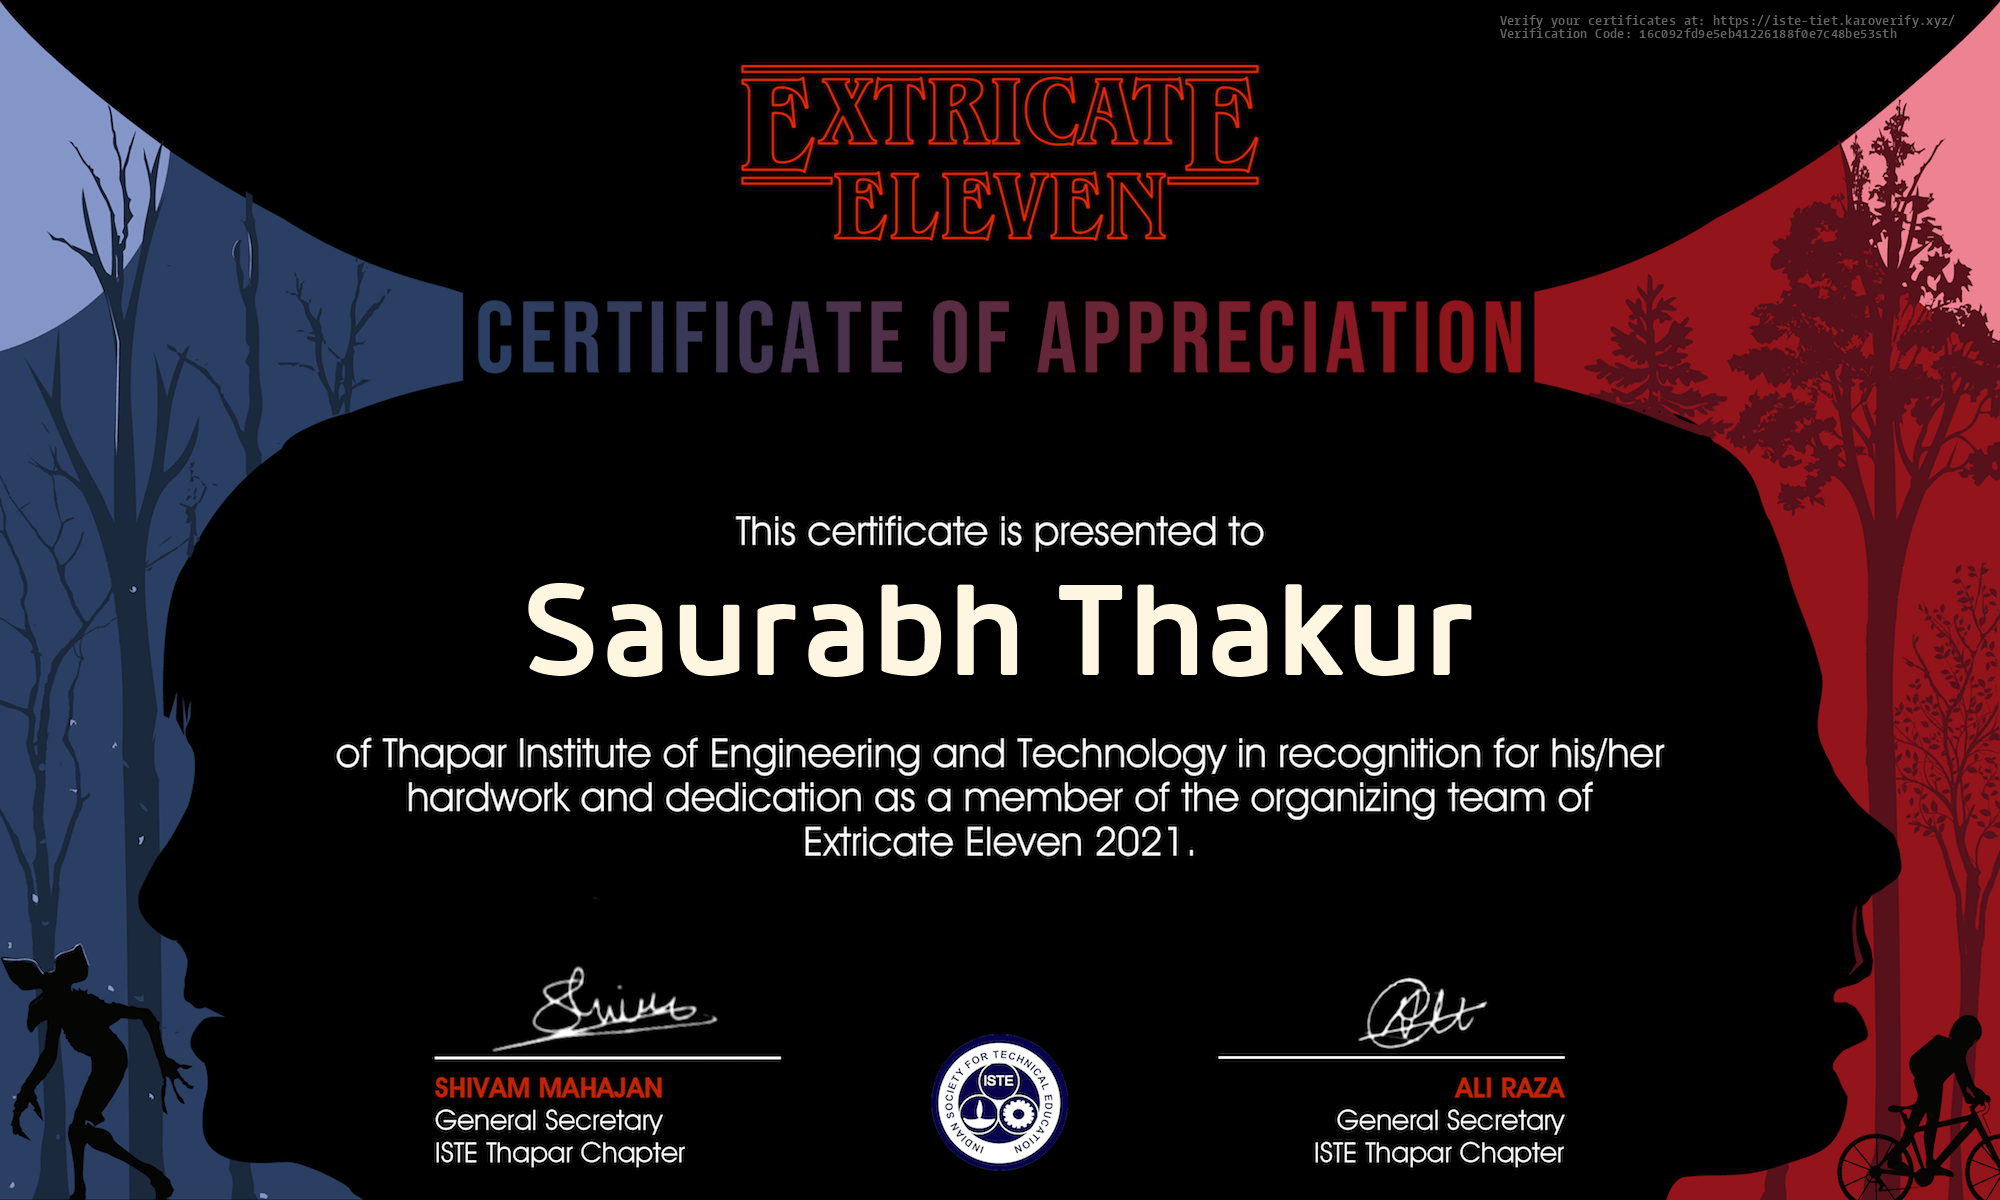 Verify your certificates at: https://iste-tiet.karoverify.xyz/
Verification Code: 16c092fd9e5eb41226188f0e7c48be53sth
EXTRICATE
ELEVEN
CERTIFICATE OF APPRECIATION
This certificate is presented to
Saurabh Thakur
of Thapar Institute of Engineering and Technology in recognition for his/her
hardwork and dedication as a member of the organizing team of
Extricate Eleven 2021.
SHIVAM MAHAJAN
General Secretary
ISTE Thapar Chapter
INDIAN SOCIETY FOR TECHNICAL EDUCATION
ISTE
ALI RAZA
General Secretary
ISTE Thapar Chapter